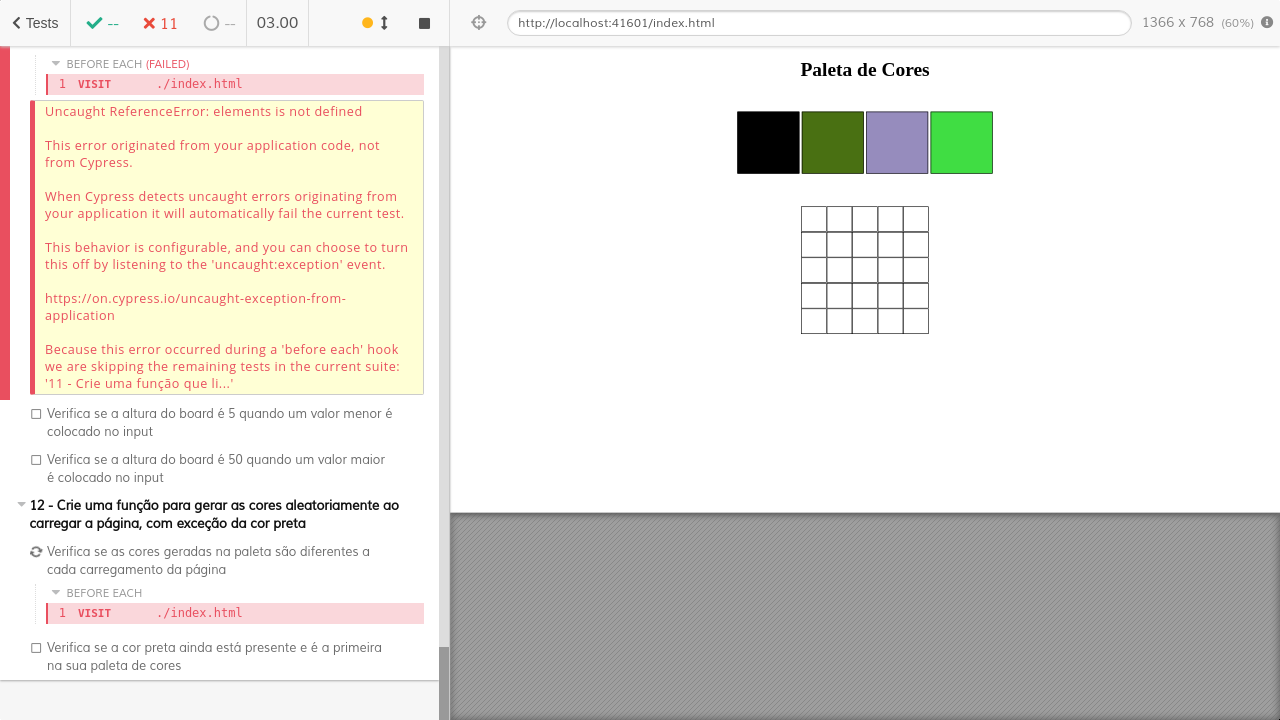 Tests
--
11
--
03.00
http://localhost:41601/index.html
1366 x 768 (60%)
BEFORE EACH (FAILED)
1 VISIT ./index.html
Uncaught ReferenceError: elements is not defined
This error originated from your application code, not
from Cypress.
When Cypress detects uncaught errors originating from
your application it will automatically fail the current test.
This behavior is configurable, and you can choose to turn
this off by listening to the 'uncaught:exception' event.
https://on.cypress.io/uncaught-exception-from-
application
Because this error occurred during a 'before each' hook
we are skipping the remaining tests in the current suite:
'11 - Crie uma função que li...'
Verifica se a altura do board é 5 quando um valor menor é
colocado no input
Verifica se a altura do board é 50 quando um valor maior
é colocado no input
12 - Crie uma função para gerar as cores aleatoriamente ao
carregar a página, com exceção da cor preta
Verifica se as cores geradas na paleta são diferentes a
cada carregamento da página
BEFORE EACH
1 VISIT ./index.html
Verifica se a cor preta ainda está presente e é a primeira
na sua paleta de cores
Paleta de Cores